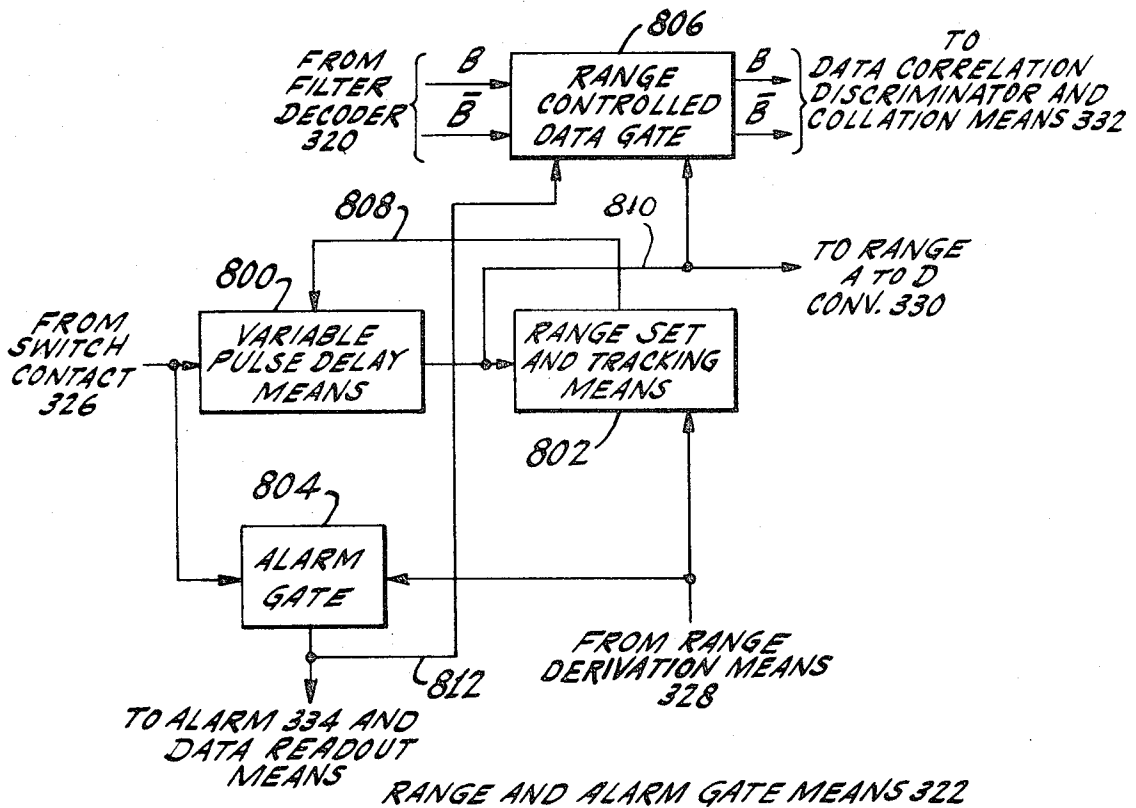 806
FROM
FILTER
DECODER
320
B
B̅
RANGE
CONTROLLED
DATA GATE
B
B̅
TO
DATA CORRELATION
DISCRIMINATOR AND
COLLATION MEANS 332
808
810
800
TO RANGE
A TO D
CONV. 330
FROM
SWITCH
CONTACT
326
VARIABLE
PULSE DELAY
MEANS
RANGE SET
AND TRACKING
MEANS
802
804
ALARM
GATE
812
FROM RANGE
DERIVATION MEANS
328
TO ALARM 334 AND
DATA READOUT
MEANS
RANGE AND ALARM GATE MEANS 322